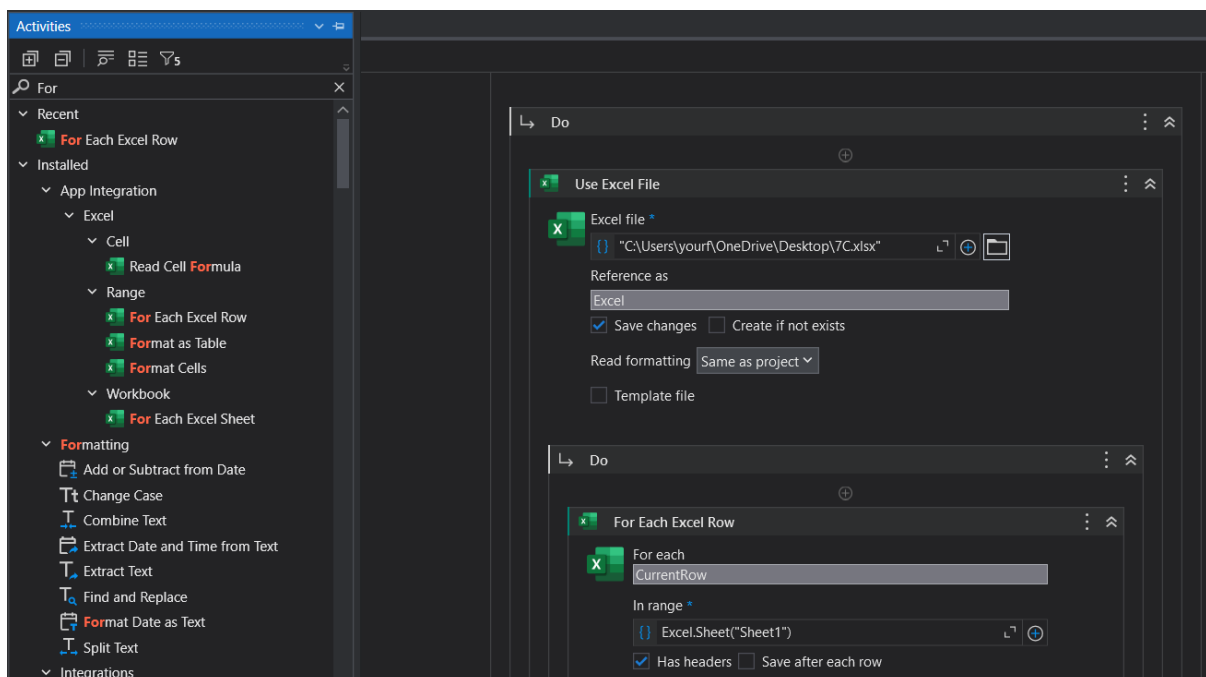 Activities
5
For
Recent
For Each Excel Row
Installed
App Integration
Excel
Cell
Read Cell Formula
Range
For Each Excel Row
Format as Table
Format Cells
Workbook
For Each Excel Sheet
Formatting
Add or Subtract from Date
Change Case
Combine Text
Extract Date and Time from Text
Extract Text
Find and Replace
Format Date as Text
Split Text
Integrations
Do
Use Excel File
Excel file *
"C:\Users\yourf\OneDrive\Desktop\7C.xlsx"
Reference as
Excel
Save changes Create if not exists
Read formatting Same as project
Template file
Do
For Each Excel Row
For each
CurrentRow
In range *
Excel.Sheet("Sheet1")
Has headers Save after each row